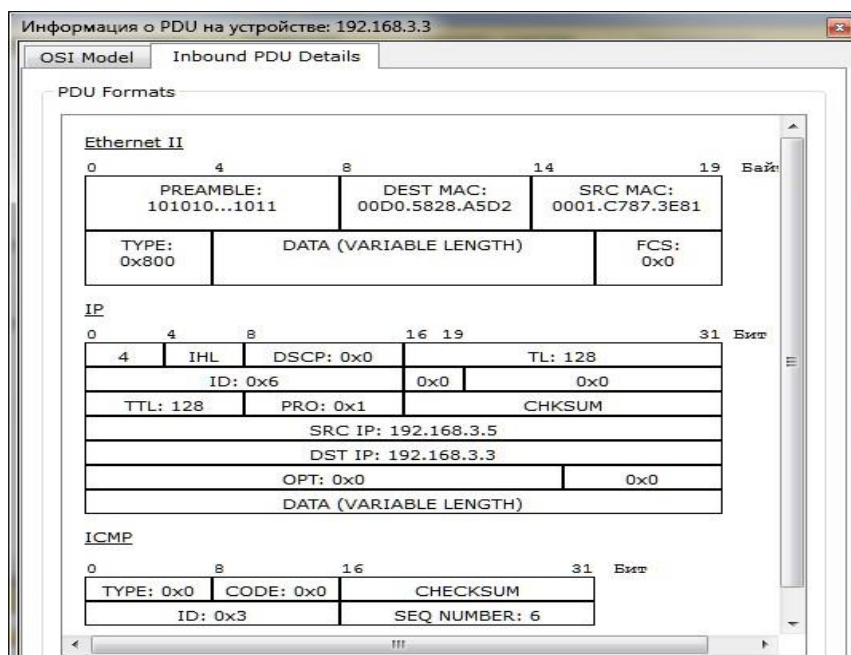 Информация о PDU на устройстве: 192.168.3.3
OSI Model Inbound PDU Details
PDU Formats
Ethernet II
0 4 8 14 19
PREAMBLE: DEST MAC: SRC MAC:
101010...1011 00D0.5828.A5D2 0001.C787.3E81
TYPE: DATA (VARIABLE LENGTH) FCS:
0x800 0x0
IP
0 4 8 16 19 31 Бит
4 IHL DSCP: 0x0 TL: 128
ID: 0x6 0x0 0x0
TTL: 128 PRO: 0x1 CHKSUM
SRC IP: 192.168.3.5
DST IP: 192.168.3.3
OPT: 0x0 0x0
DATA (VARIABLE LENGTH)
ICMP
0 8 16 31 Бит
TYPE: 0x0 CODE: 0x0 CHECKSUM
ID: 0x3 SEQ NUMBER: 6